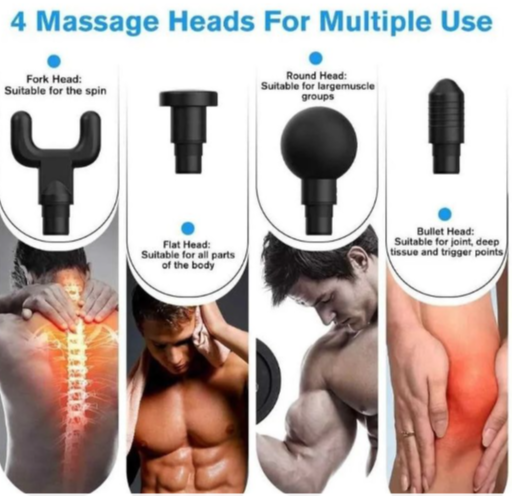 4 Massage Heads For Multiple Use
Fork Head:
Suitable for the spin
Flat Head:
Suitable for all parts
of the body
Round Head:
Suitable for largemuscle
groups
Bullet Head:
Suitable for joint, deep
tissue and trigger points